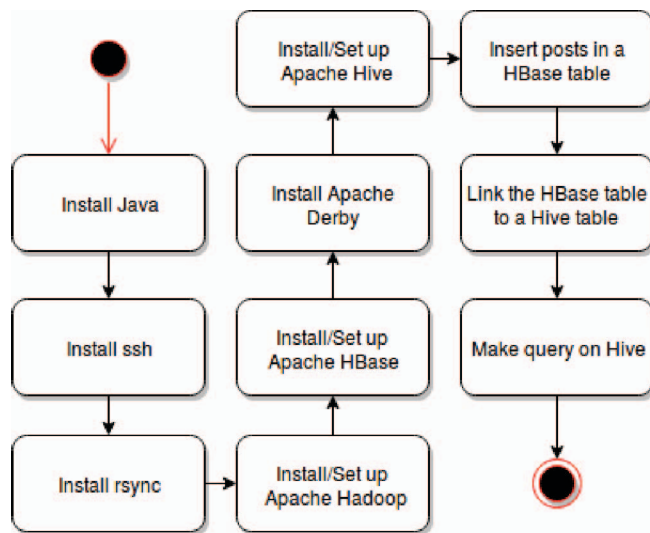 Install Java
Install ssh
Install rsync
Install/Set up
Apache Hadoop
Install/Set up
Apache HBase
Install Apache
Derby
Install/Set up
Apache Hive
Insert posts in a
HBase table
Link the HBase table
to a Hive table
Make query on Hive